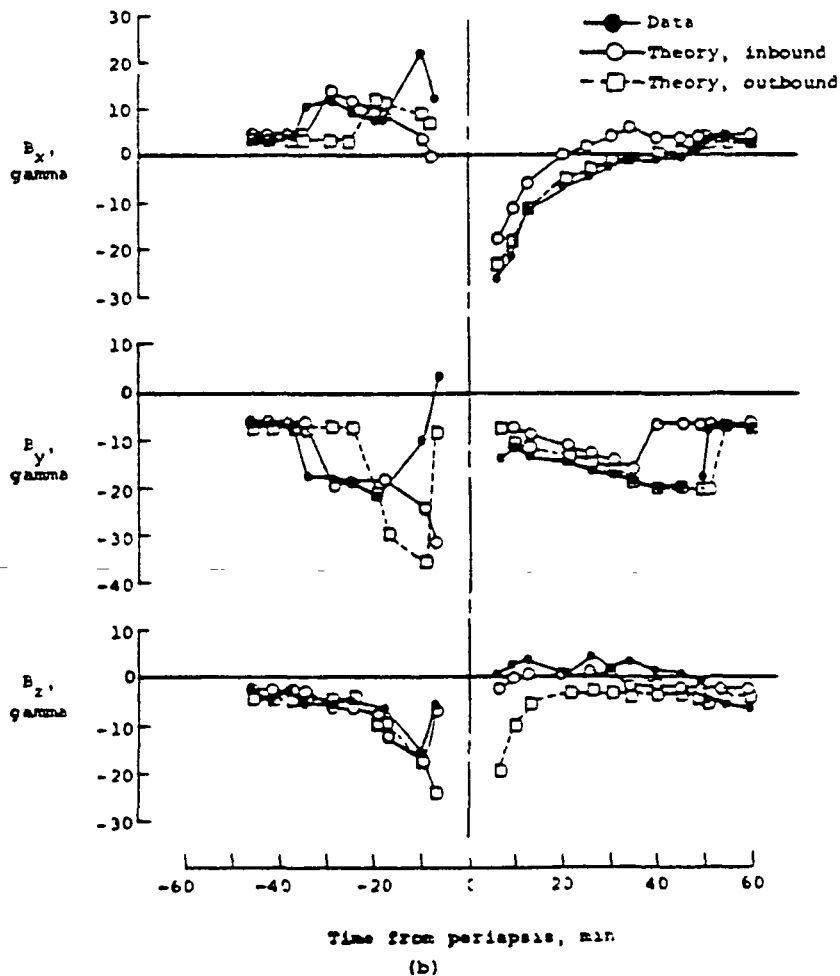 Data
Theory, inbound
Theory, outbound
30
20
10
0
-10
-20
-30
Bx,
gamma
10
0
-10
-20
-30
-40
By,
gamma
10
0
-10
-20
-30
Bz,
gamma
-60 -40 -20 0 20 40 60
Time from periapsis, min
(b)